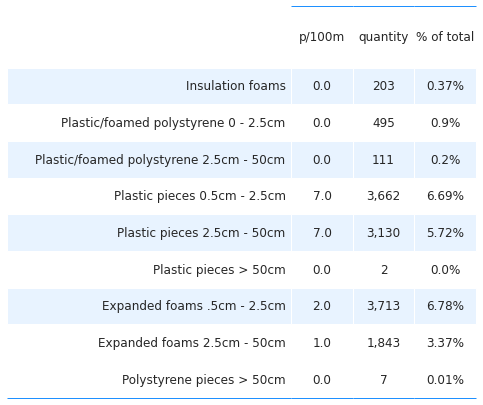 p/100m quantity % of total
Insulation foams 0.0 203 0.37%
Plastic/foamed polystyrene 0 - 2.5cm 0.0 495 0.9%
Plastic/foamed polystyrene 2.5cm - 50cm 0.0 111 0.2%
Plastic pieces 0.5cm - 2.5cm 7.0 3,662 6.69%
Plastic pieces 2.5cm - 50cm 7.0 3,130 5.72%
Plastic pieces > 50cm 0.0 2 0.0%
Expanded foams .5cm - 2.5cm 2.0 3,713 6.78%
Expanded foams 2.5cm - 50cm 1.0 1,843 3.37%
Polystyrene pieces > 50cm 0.0 7 0.01%